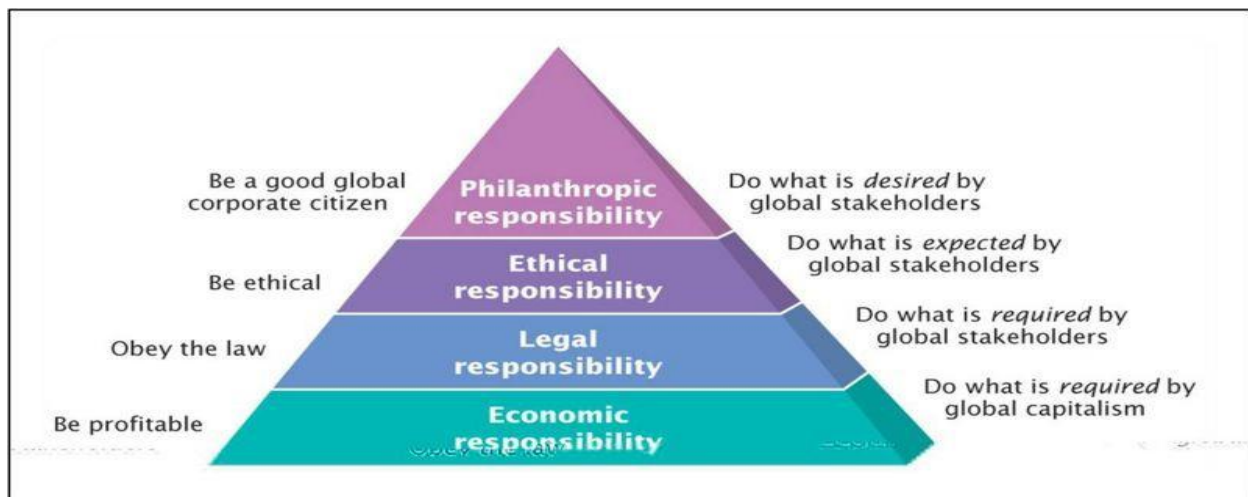 Be a good global
corporate citizen
Philanthropic
responsibility
Do what is desired by
global stakeholders
Be ethical
Ethical
responsibility
Do what is expected by
global stakeholders
Obey the law
Legal
responsibility
Do what is required by
global stakeholders
Be profitable
Economic
responsibility
Do what is required by
global capitalism